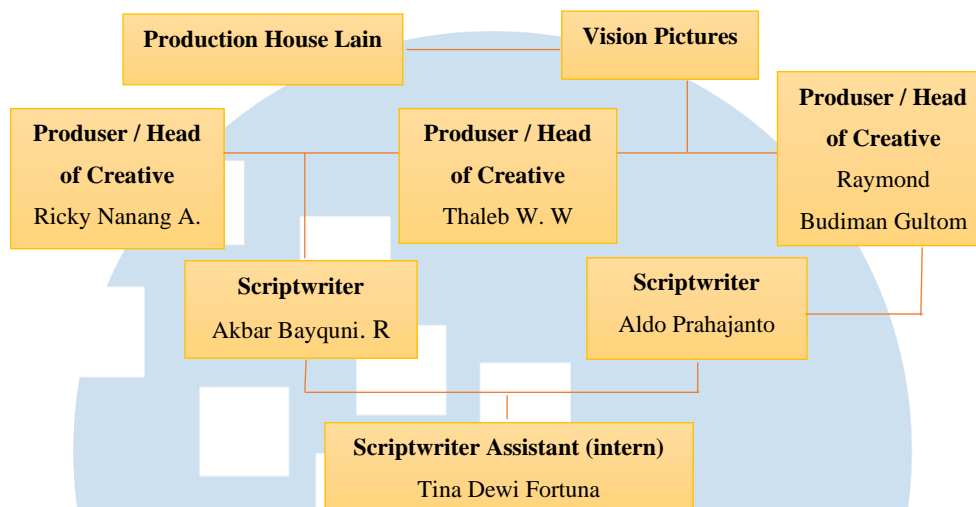 Production House Lain
Vision Pictures
Produser / Head
of Creative
Ricky Nanang A.
Produser / Head
of Creative
Thaleb W. W
Produser / Head
of Creative
Raymond
Budiman Gultom
Scriptwriter
Akbar Bayquni. R
Scriptwriter
Aldo Prahajanto
Scriptwriter Assistant (intern)
Tina Dewi Fortuna